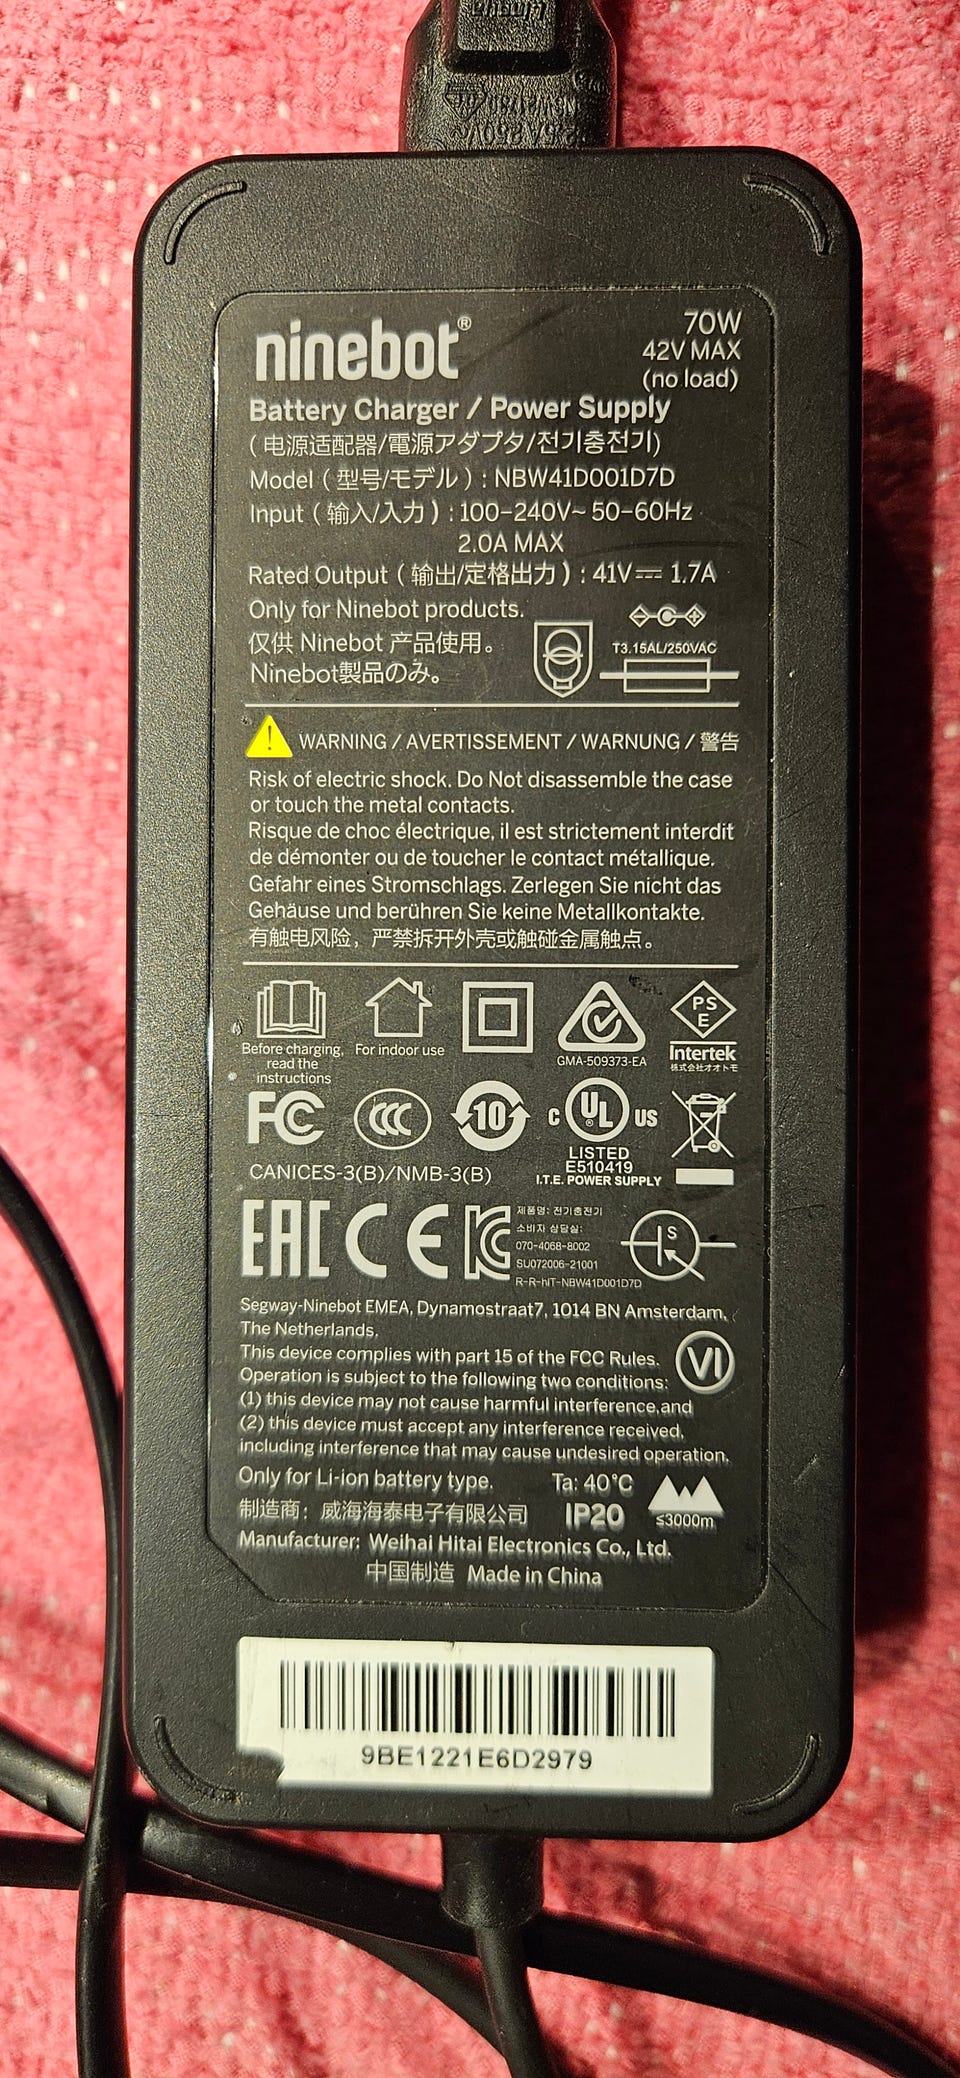 2.5A 250V~
ninebot®
70W
42V MAX
(no load)
Battery Charger / Power Supply
(电源适配器/電源アダプタ/전기충전기)
Model (型号/モデル) : NBW41D001D7D
Input (输入/入力) : 100-240V~ 50-60Hz
2.0A MAX
Rated Output (输出/定格出力) : 41V⎓ 1.7A
Only for Ninebot products.
仅供 Ninebot 产品使用。
Ninebot製品のみ。
T3.15AL/250VAC
WARNING / AVERTISSEMENT / WARNUNG / 警告
Risk of electric shock. Do Not disassemble the case
or touch the metal contacts.
Risque de choc électrique, il est strictement interdit
de démonter ou de toucher le contact métallique.
Gefahr eines Stromschlags. Zerlegen Sie nicht das
Gehäuse und berühren Sie keine Metallkontakte.
有触电风险，严禁拆开外壳或触碰金属触点。
Before charging,
read the
instructions
For indoor use
GMA-509373-EA
PS
E
Intertek
株式会社オオトモ
FC
CCC
10
C UL® US
LISTED
E510419
I.T.E. POWER SUPPLY
CANICES-3(B)/NMB-3(B)
EAC CE KC
제품명: 전기충전기
소비자 상담실:
070-4068-8002
SU072006-21001
R-R-hiT-NBW41D001D7D
S
Segway-Ninebot EMEA, Dynamostraat7, 1014 BN Amsterdam,
The Netherlands.
This device complies with part 15 of the FCC Rules.
Operation is subject to the following two conditions:
VI
(1) this device may not cause harmful interference,and
(2) this device must accept any interference received,
including interference that may cause undesired operation.
Only for Li-ion battery type.
Ta: 40℃
制造商: 威海海泰电子有限公司
IP20
≤3000m
Manufacturer: Weihai Hitai Electronics Co., Ltd.
中国制造 Made in China
9BE1221E6D2979